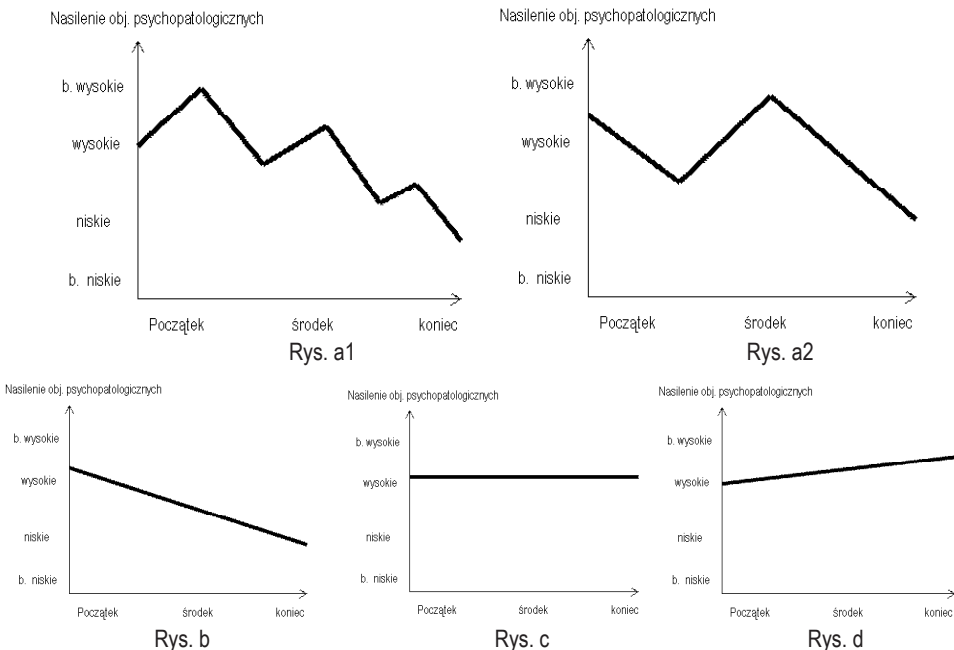 Nasilenie obj. psychopatologicznych
b. wysokie
wysokie
niskie
b. niskie
Początek środek koniec
Rys. a1
Nasilenie obj. psychopatologicznych
b. wysokie
wysokie
niskie
b. niskie
Początek środek koniec
Rys. a2
Nasilenie obj. psychopatologicznych
b. wysokie
wysokie
niskie
b. niskie
Początek środek koniec
Rys. b
Nasilenie obj. psychopatologicznych
b. wysokie
wysokie
niskie
b. niskie
Początek środek koniec
Rys. c
Nasilenie obj. psychopatologicznych
b. wysokie
wysokie
niskie
b. niskie
Początek środek koniec
Rys. d